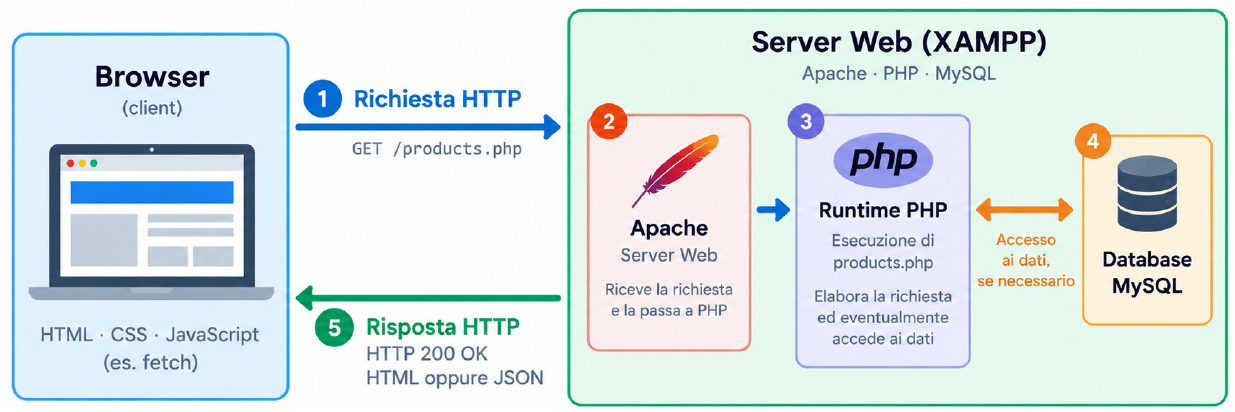 Browser
(client)
HTML · CSS · JavaScript
(es. fetch)
1 Richiesta HTTP
GET /products.php
5 Risposta HTTP
HTTP 200 OK
HTML oppure JSON
Server Web (XAMPP)
Apache · PHP · MySQL
2
Apache
Server Web
Riceve la richiesta
e la passa a PHP
3
php
Runtime PHP
Esecuzione di
products.php
Elabora la richiesta
ed eventualmente
accede ai dati
Accesso
ai dati,
se necessario
4
Database
MySQL